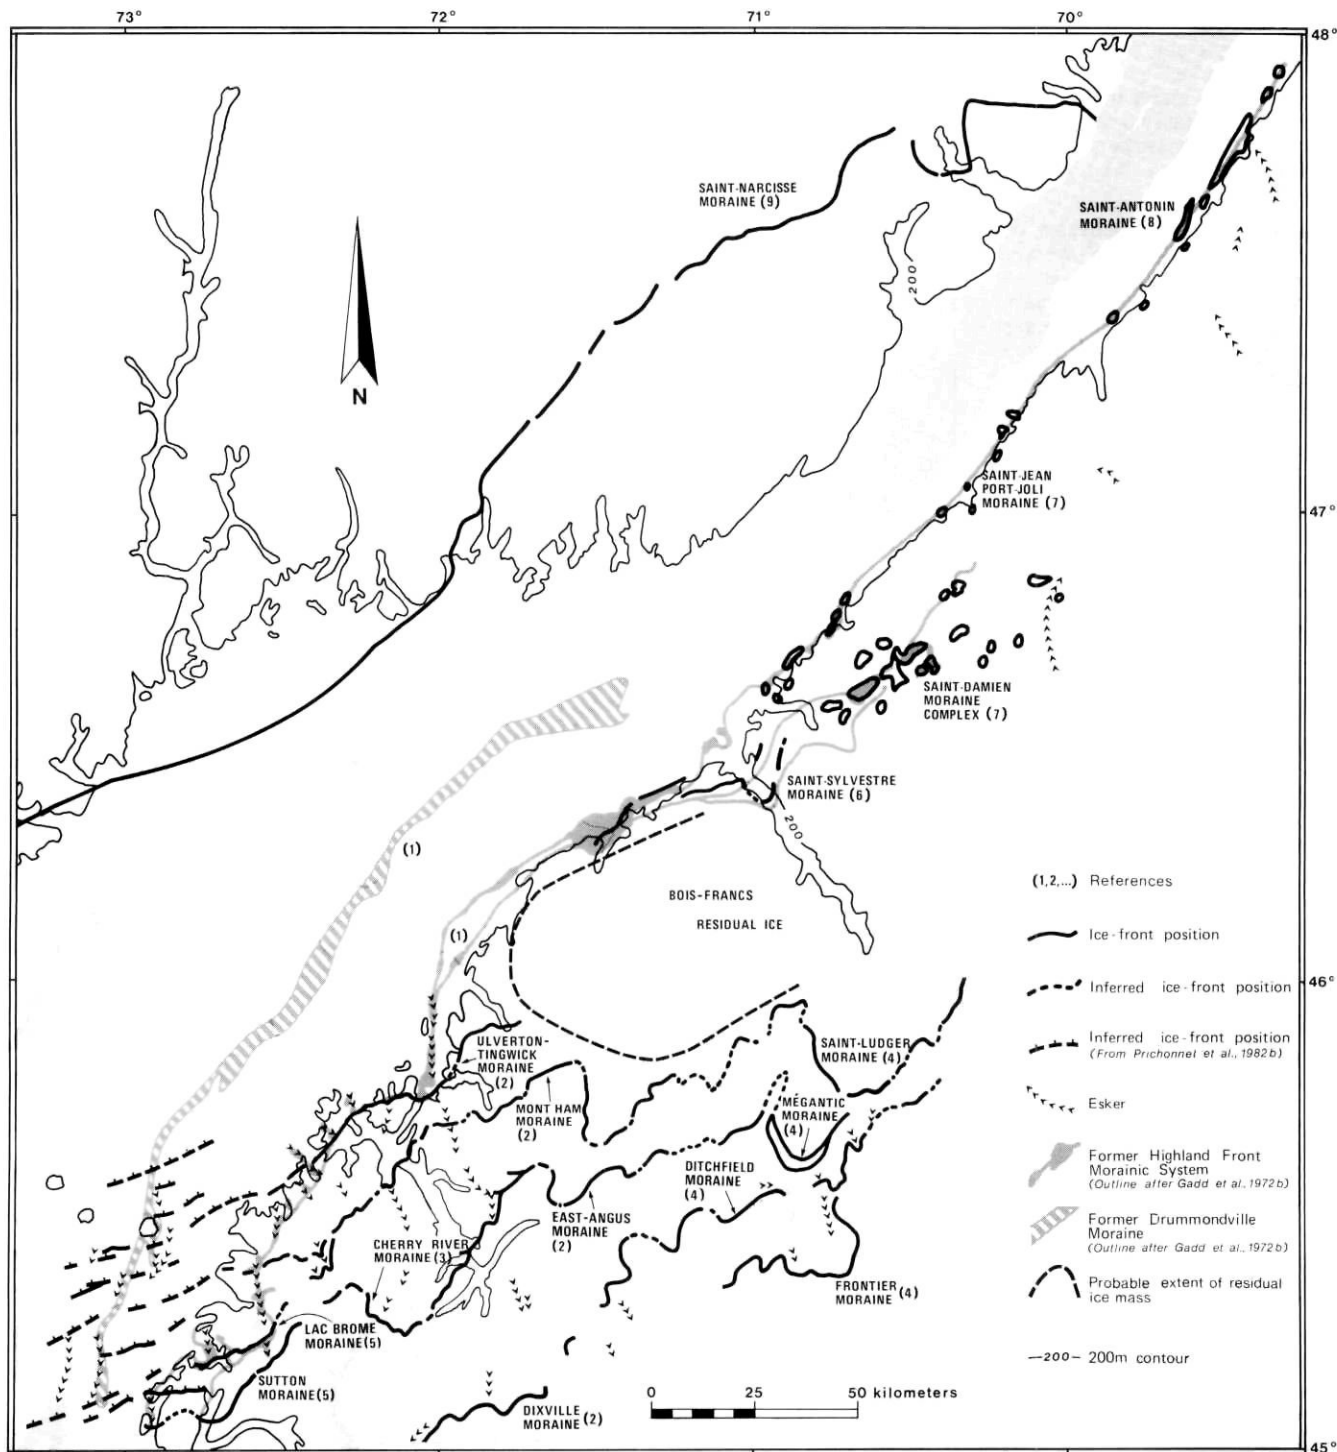 73°
72°
71°
70°
48°
SAINT-NARCISSE
MORAINE (9)
SAINT-ANTONIN
MORAINE (8)
200
N
SAINT-JEAN
PORT-JOLI
MORAINE (7)
47°
SAINT-DAMIEN
MORAINE
COMPLEX (7)
SAINT-SYLVESTRE
MORAINE (6)
200
(1)
BOIS-FRANCS
RESIDUAL ICE
(1)
46°
ULVERTON-
TINGWICK
MORAINE
(2)
SAINT-LUDGER
MORAINE (4)
MONT HAM
MORAINE
(2)
MÉGANTIC
MORAINE
(4)
DITCHFIELD
MORAINE
(4)
EAST-ANGUS
MORAINE
(2)
CHERRY RIVER
MORAINE (3)
FRONTIER
MORAINE (4)
LAC BROME
MORAINE (5)
SUTTON
MORAINE (5)
DIXVILLE
MORAINE (2)
(1,2,...) References
Ice-front position
Inferred ice-front position
Inferred ice-front position
(From Prichonnet et al., 1982b)
Esker
Former Highland Front
Morainic System
(Outline after Gadd et al., 1972b)
Former Drummondville
Moraine
(Outline after Gadd et al., 1972b)
Probable extent of residual
ice mass
-200- 200m contour
0 25 50 kilometers
45°